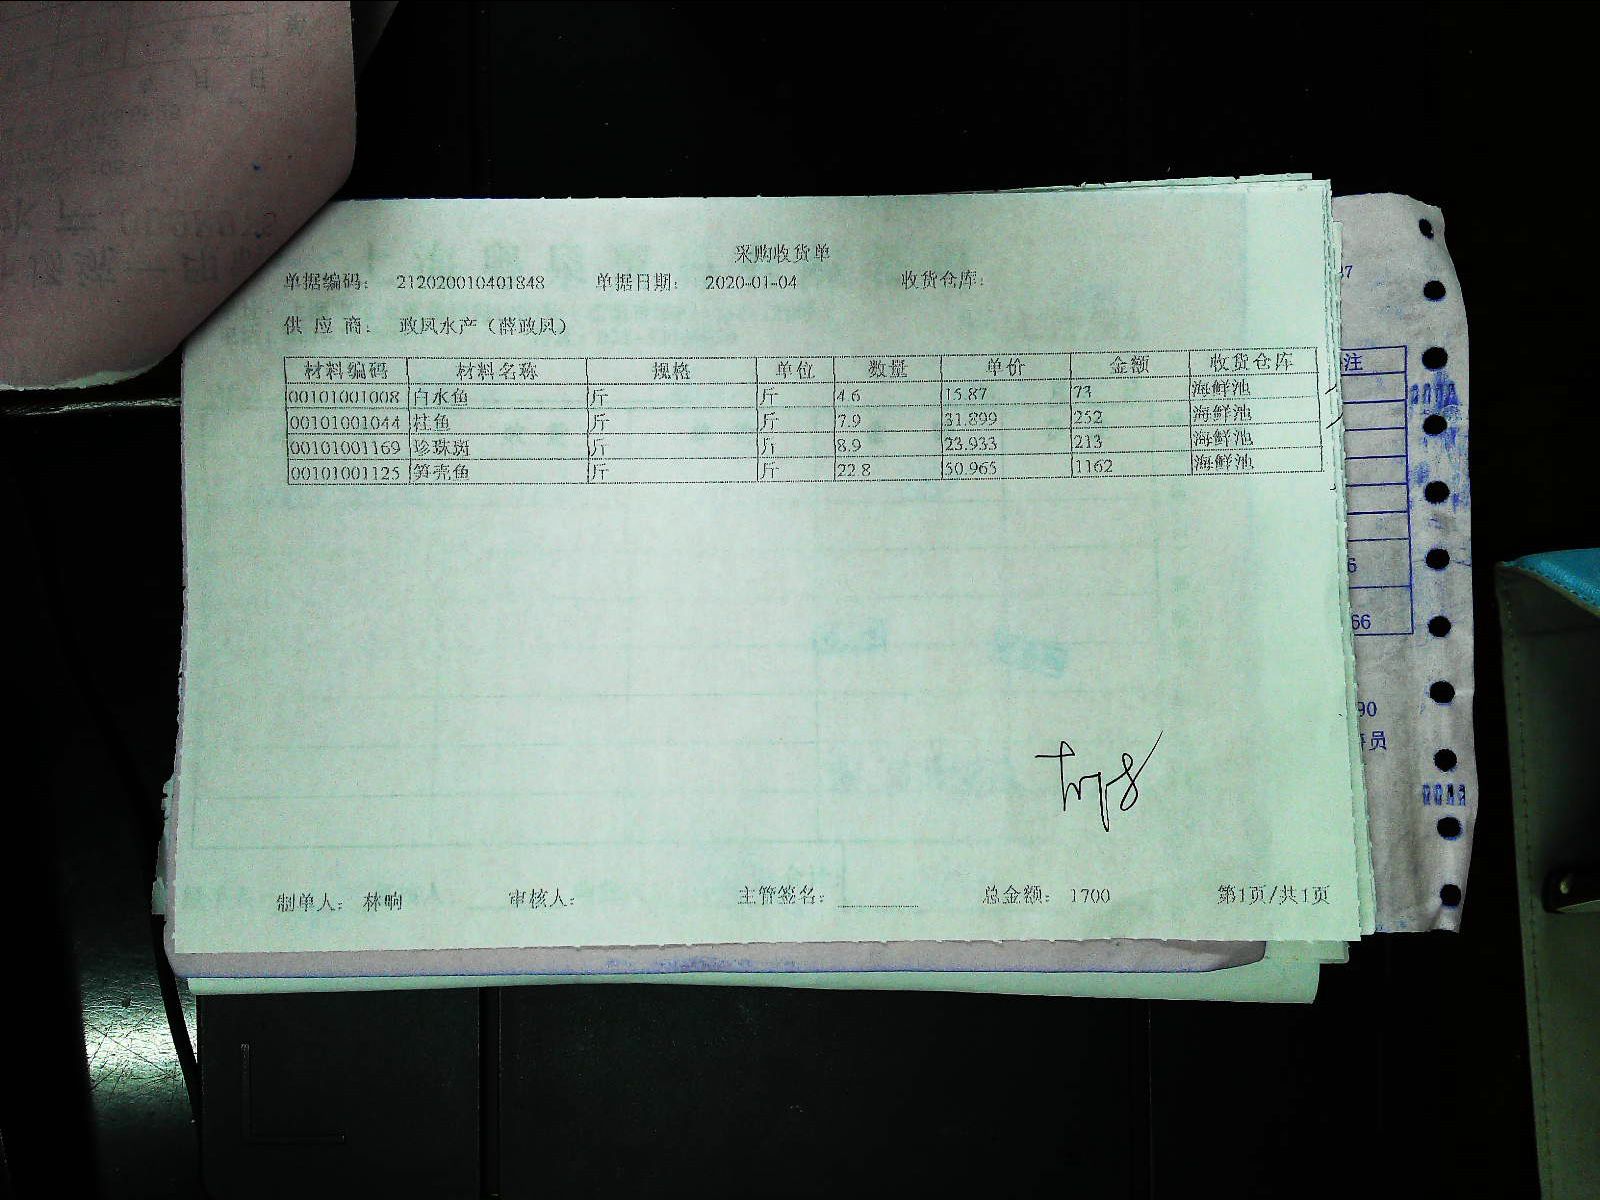 采购收货单
单据编码: 212020010401848 单据日期: 2020-01-04 收货仓库:
供 应 商: 政凤水产(薛政凤)
材料编码 材料名称 规格 单位 数量 单价 金额 收货仓库
00101001008 白水鱼 斤 斤 4.6 15.87 73 海鲜池
00101001044 桂鱼 斤 斤 7.9 31.899 252 海鲜池
00101001169 珍珠斑 斤 斤 8.9 23.933 213 海鲜池
00101001125 笋壳鱼 斤 斤 22.8 50.965 1162 海鲜池
制单人: 林晌 审核人: 主管签名: 总金额: 1700 第1页/共1页
注
66
90
员